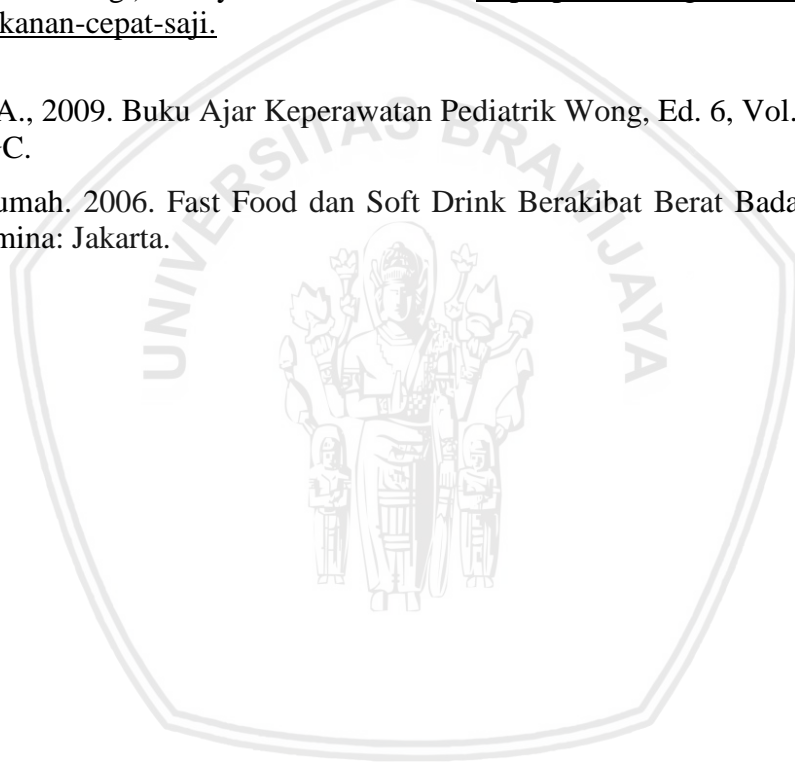 kanan-cepat-saji.
A., 2009. Buku Ajar Keperawatan Pediatrik Wong, Ed. 6, Vol.
C.
umah. 2006. Fast Food dan Soft Drink Berakibat Berat Bada
mina: Jakarta.
UNIVERSITAS BRAWIJAYA